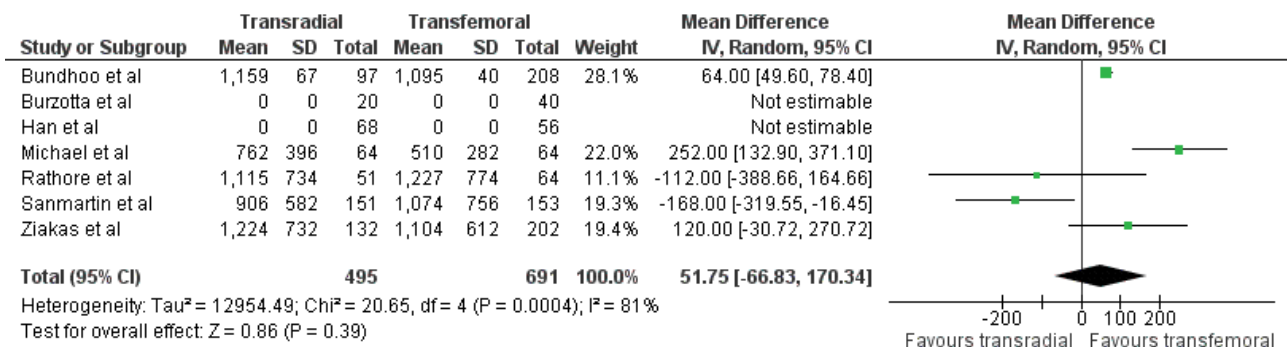 Transradial Transfemoral Mean Difference Mean Difference
Study or Subgroup Mean SD Total Mean SD Total Weight IV, Random, 95% CI IV, Random, 95% CI
Bundhoo et al 1,159 67 97 1,095 40 208 28.1% 64.00 [49.60, 78.40]
Burzotta et al 0 0 20 0 0 40 Not estimable
Han et al 0 0 68 0 0 56 Not estimable
Michael et al 762 396 64 510 282 64 22.0% 252.00 [132.90, 371.10]
Rathore et al 1,115 734 51 1,227 774 64 11.1% -112.00 [-388.66, 164.66]
Sanmartin et al 906 582 151 1,074 756 153 19.3% -168.00 [-319.55, -16.45]
Ziakas et al 1,224 732 132 1,104 612 202 19.4% 120.00 [-30.72, 270.72]
Total (95% CI) 495 691 100.0% 51.75 [-66.83, 170.34]
Heterogeneity: Tau² = 12954.49; Chi² = 20.65, df = 4 (P = 0.0004); I² = 81%
Test for overall effect: Z = 0.86 (P = 0.39)
-200 0 100 200
Favours transradial Favours transfemoral